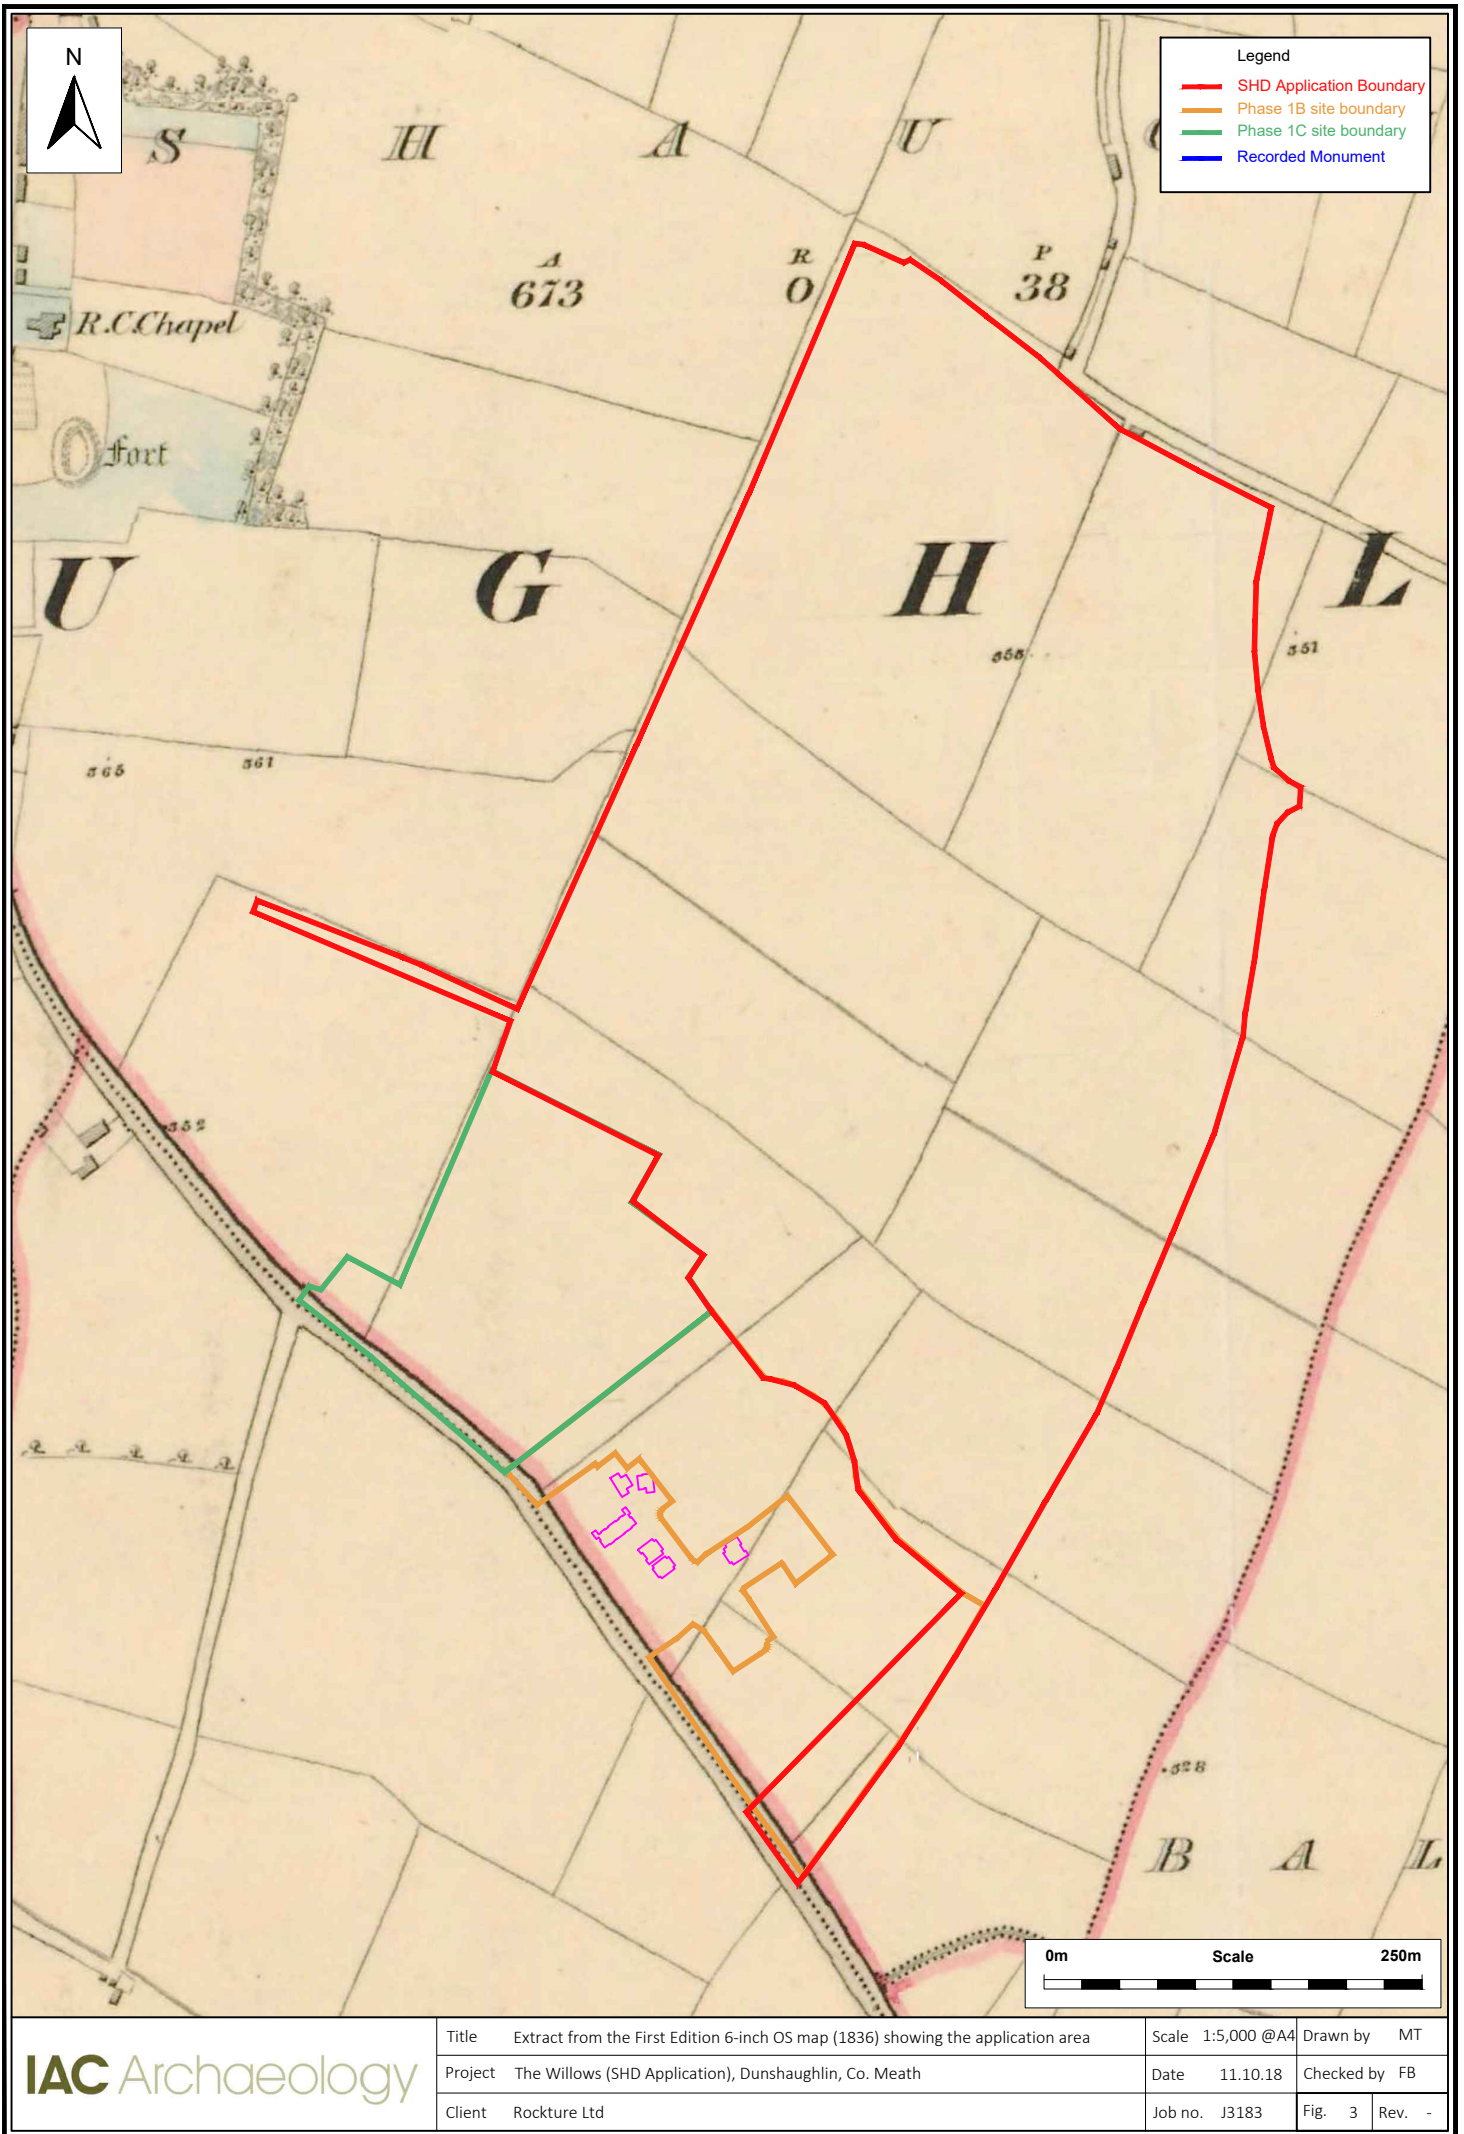 N
Legend
SHD Application Boundary
Phase 1B site boundary
Phase 1C site boundary
Recorded Monument
S H A U
A R P
673 0 38
R.C.Chapel
Fort
U G H L
358
351
365
361
352
328
B A L
0m Scale 250m
IAC Archaeology
Title Extract from the First Edition 6-inch OS map (1836) showing the application area
Scale 1:5,000 @A4
Drawn by MT
Project The Willows (SHD Application), Dunshaughlin, Co. Meath
Date 11.10.18
Checked by FB
Client Rockture Ltd
Job no. J3183
Fig. 3
Rev. -